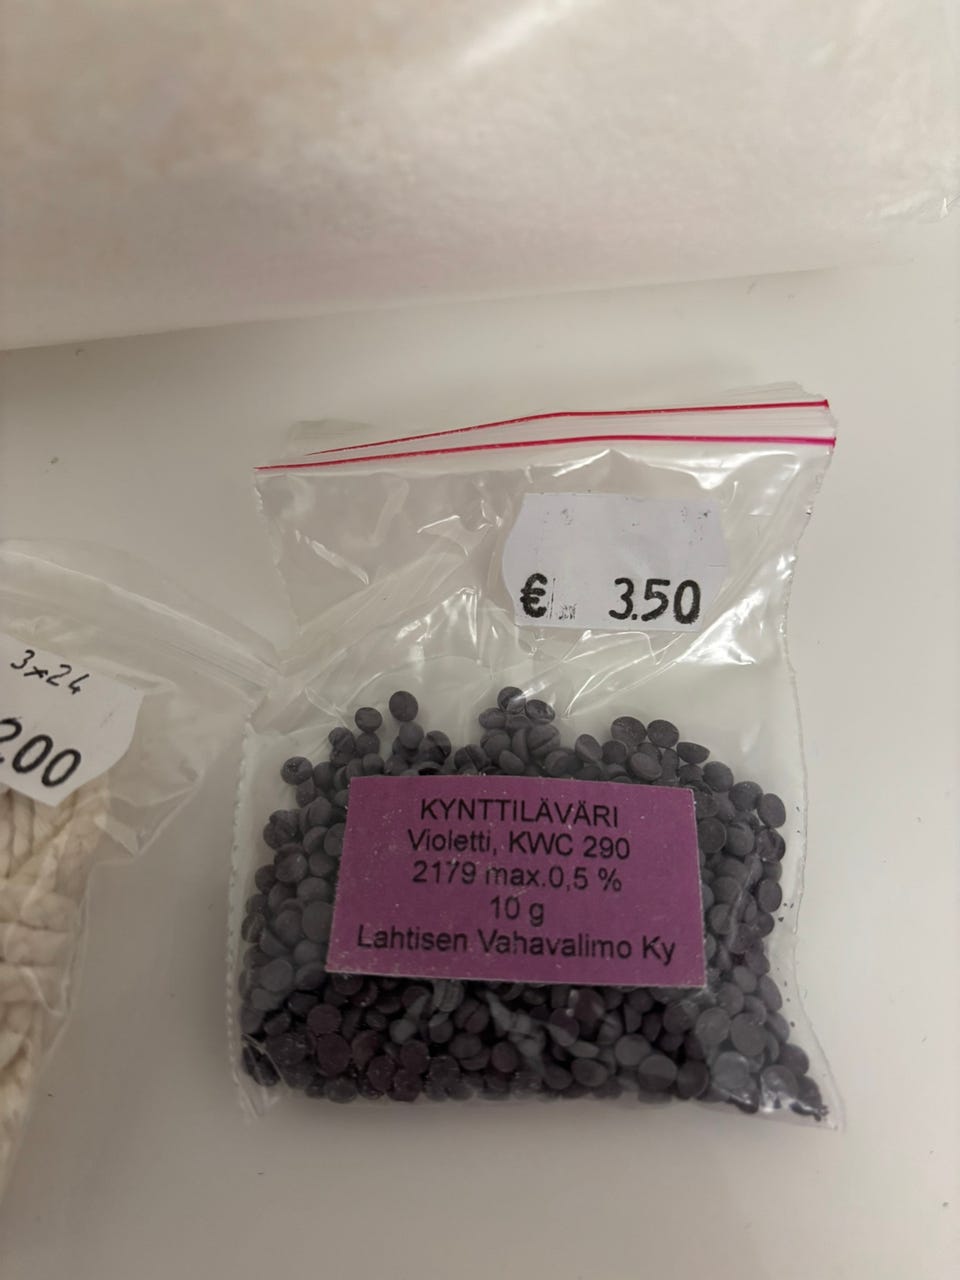 € 3.50
3x24
200
KYNTTILÄVÄRI
Violetti, KWC 290
2179 max.0,5 %
10 g
Lahtisen Vahavalimo Ky